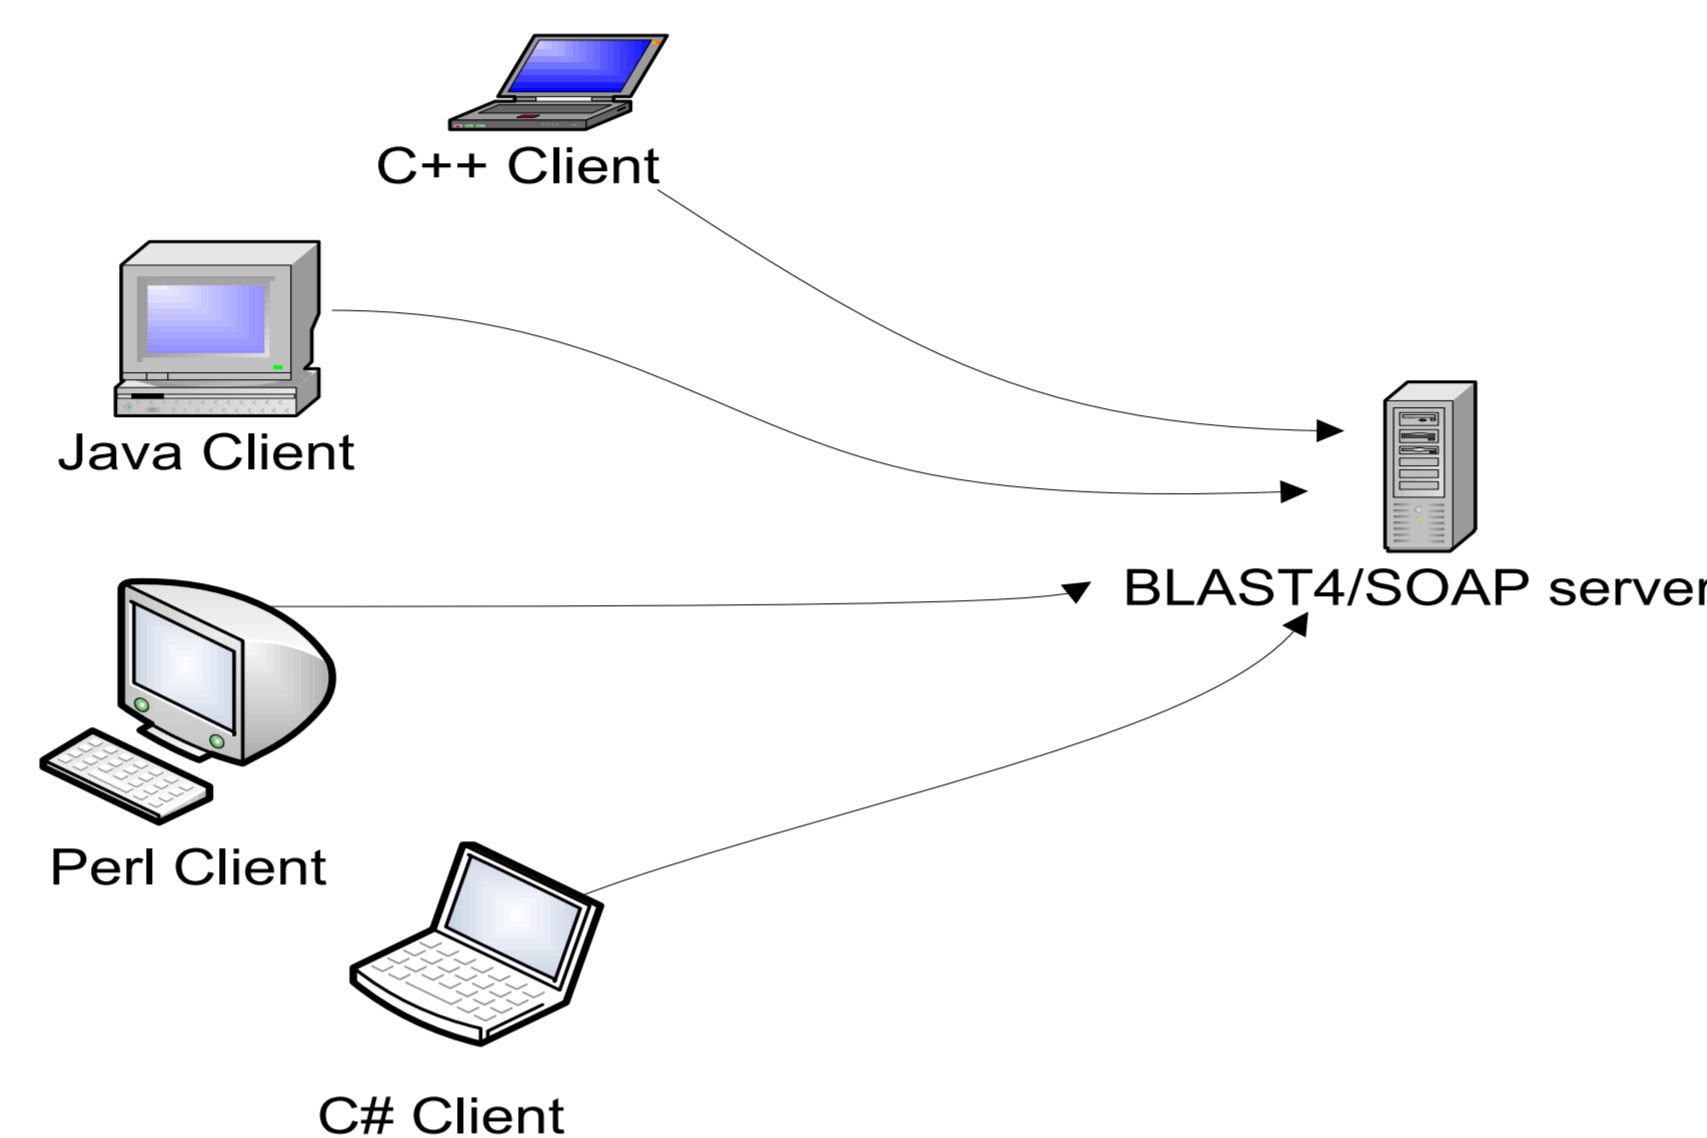 C++ Client
Java Client
BLAST4/SOAP server
Perl Client
C# Client